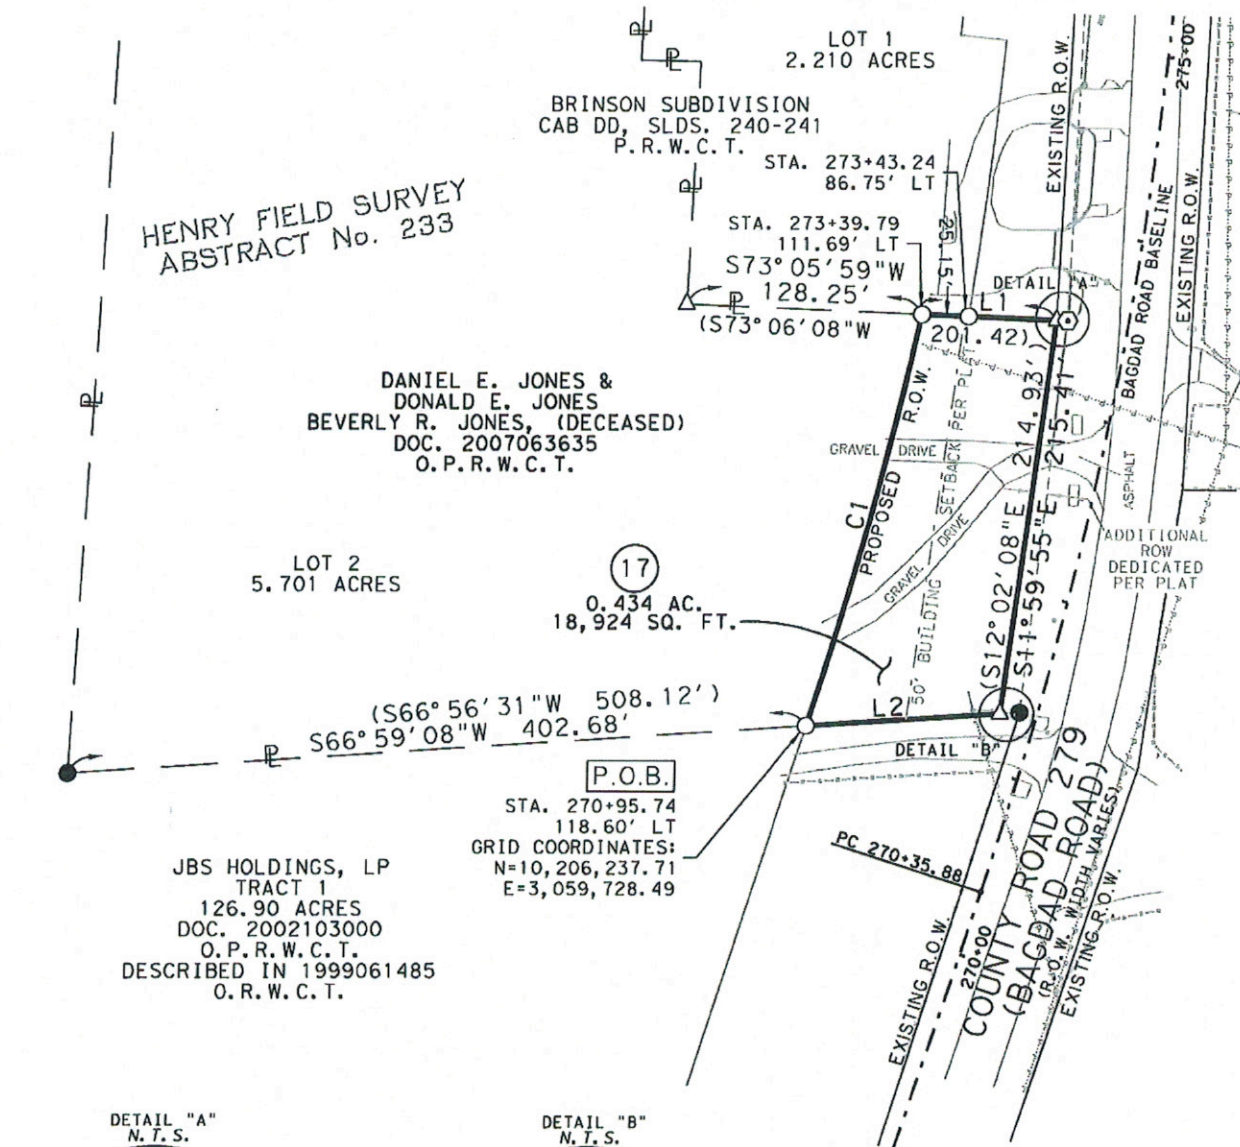 LOT 1
2.210 ACRES
BRINSON SUBDIVISION
CAB DD, SLDS. 240-241
P.R.W.C.T.
HENRY FIELD SURVEY
ABSTRACT No. 233
STA. 273+43.24
86.75' LT
STA. 273+39.79
111.69' LT
25.15'
S73°05'59"W
128.25'
(S73°06'08"W
L1
DETAIL "A"
EXISTING R.O.W.
275+00
BAGDAD ROAD BASELINE
EXISTING R.O.W.
DANIEL E. JONES &
DONALD E. JONES
BEVERLY R. JONES, (DECEASED)
DOC. 2007063635
O.P.R.W.C.T.
C1
PROPOSED R.O.W.
GRAVEL DRIVE
GRAVEL DRIVE
50' BUILDING SETBACK PER PLAT
(S12°02'08"E 214.93')
S11°59'55"E 215.41'
ASPHALT
ADDITIONAL
ROW
DEDICATED
PER PLAT
LOT 2
5.701 ACRES
17
0.434 AC.
18,924 SQ. FT.
(S66°56'31"W 508.12')
S66°59'08"W 402.68'
L2
DETAIL "B"
P.O.B.
STA. 270+95.74
118.60' LT
GRID COORDINATES:
N=10,206,237.71
E=3,059,728.49
PC 270+35.88
JBS HOLDINGS, LP
TRACT 1
126.90 ACRES
DOC. 2002103000
O.P.R.W.C.T.
DESCRIBED IN 1999061485
O.R.W.C.T.
EXISTING R.O.W.
270+00
COUNTY ROAD 279
(BAGDAD ROAD)
(R.O.W. WIDTH VARIES)
EXISTING R.O.W.
DETAIL "A"
N.T.S.
DETAIL "B"
N.T.S.